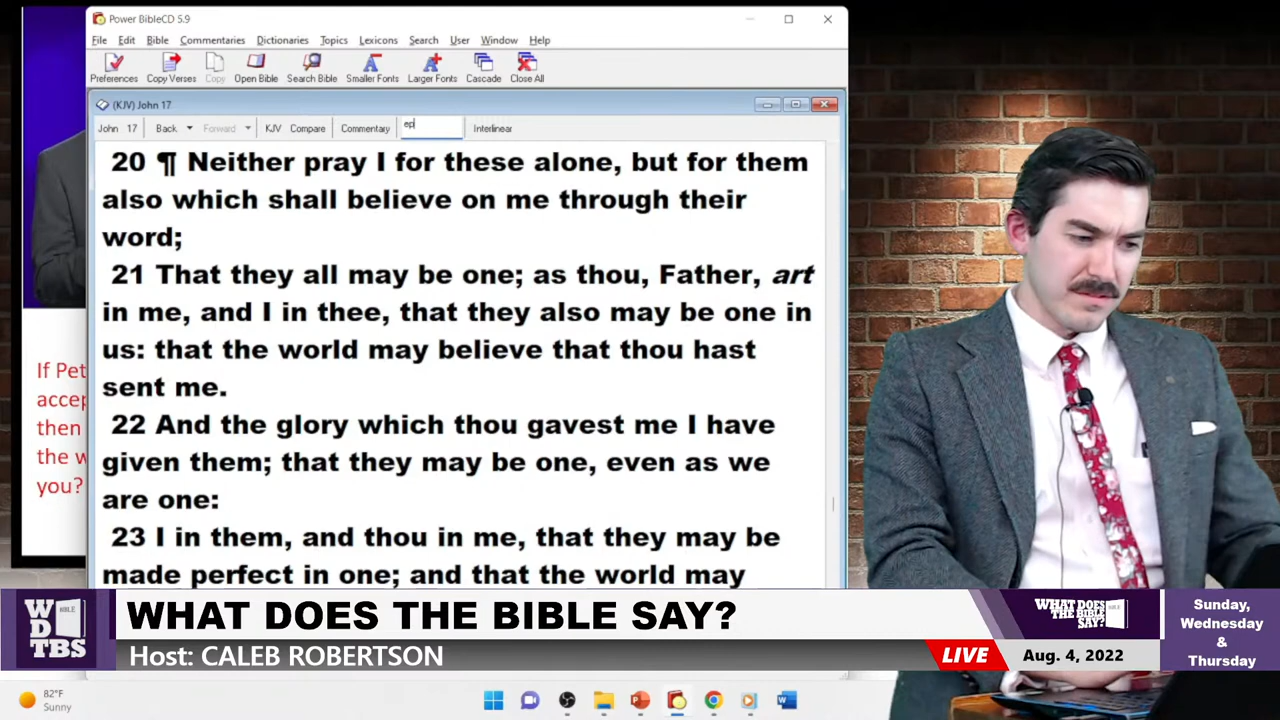 Power BibleCD 5.9
File Edit Bible Commentaries Dictionaries Topics Lexicons Search User Window Help
Preferences Copy Verses Copy Open Bible Search Bible Smaller Fonts Larger Fonts Cascade Close All
(KJV) John 17
John 17 Back Forward KJV Compare Commentary ep Interlinear
20 ¶ Neither pray I for these alone, but for them
also which shall believe on me through their
word;
21 That they all may be one; as thou, Father, art
in me, and I in thee, that they also may be one in
us: that the world may believe that thou hast
sent me.
22 And the glory which thou gavest me I have
given them; that they may be one, even as we
are one:
23 I in them, and thou in me, that they may be
made perfect in one; and that the world may
If Pet
accep
then
the w
you?
WDTBS
BIBLE
WHAT DOES THE BIBLE SAY?
Host: CALEB ROBERTSON
WHAT DOES
THE BIBLE
SAY?
LIVE
Aug. 4, 2022
Sunday,
Wednesday
&
Thursday
82°F
Sunny